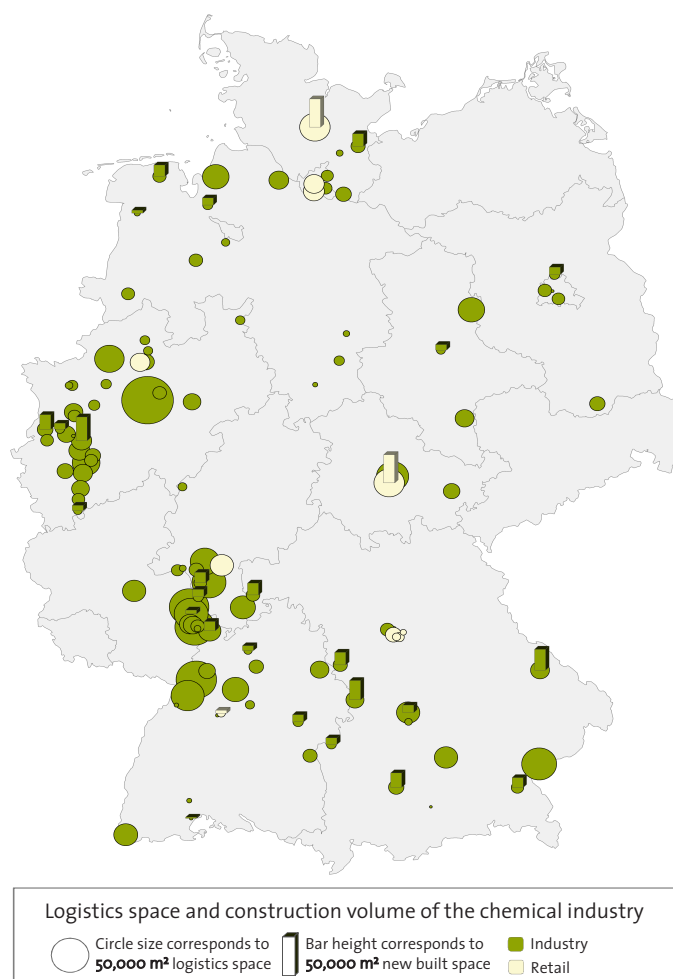 Logistics space and construction volume of the chemical industry
Circle size corresponds to
50,000 m² logistics space
Bar height corresponds to
50,000 m² new built space
Industry
Retail